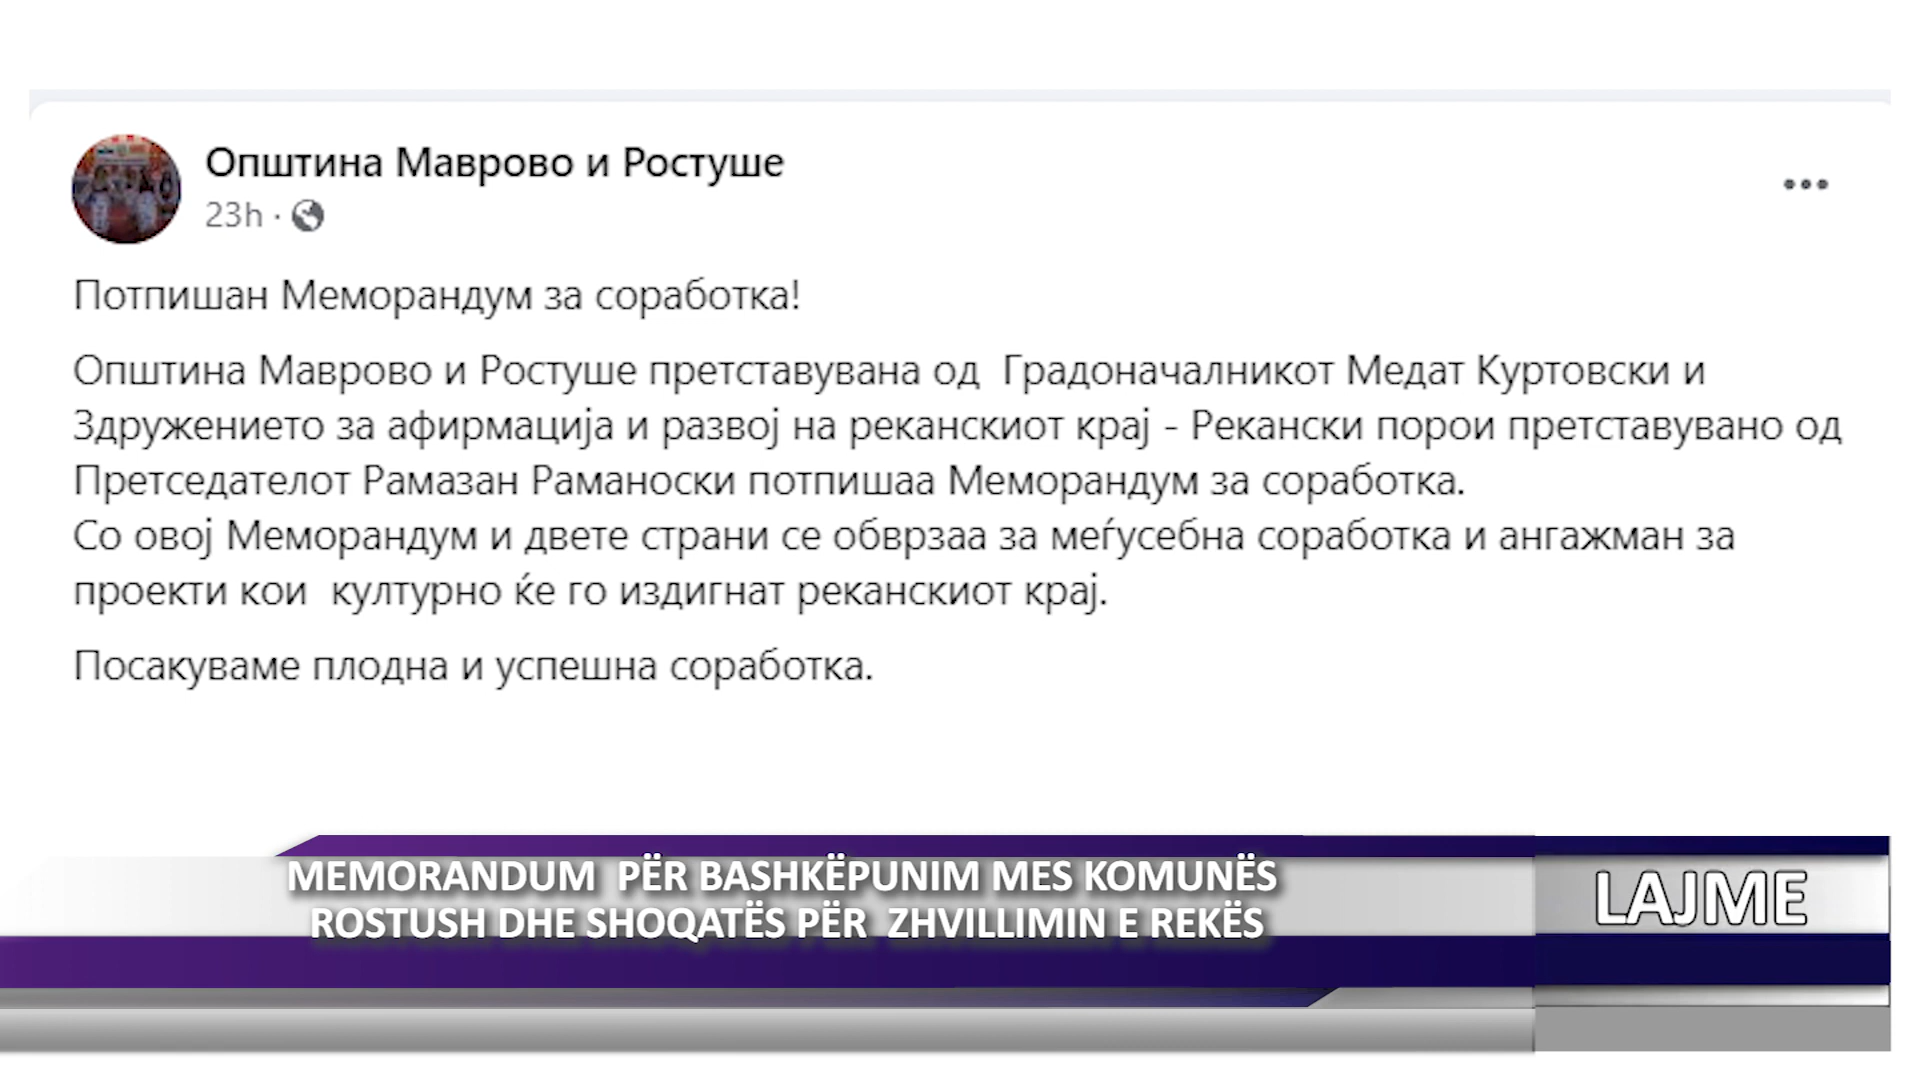 Општина Маврово и Ростуше
23h ·
Потпишан Меморандум за соработка!
Општина Маврово и Ростуше претставувана од Градоначалникот Медат Куртовски и
Здружението за афирмација и развој на реканскиот крај - Рекански порои претставувано од
Претседателот Рамазан Раманоски потпишаа Меморандум за соработка.
Со овој Меморандум и двете страни се обврзаа за меѓусебна соработка и ангажман за
проекти кои културно ќе го издигнат реканскиот крај.
Посакуваме плодна и успешна соработка.
MEMORANDUM PËR BASHKËPUNIM MES KOMUNËS
ROSTUSH DHE SHOQATËS PËR ZHVILLIMIN E REKËS
LAJME